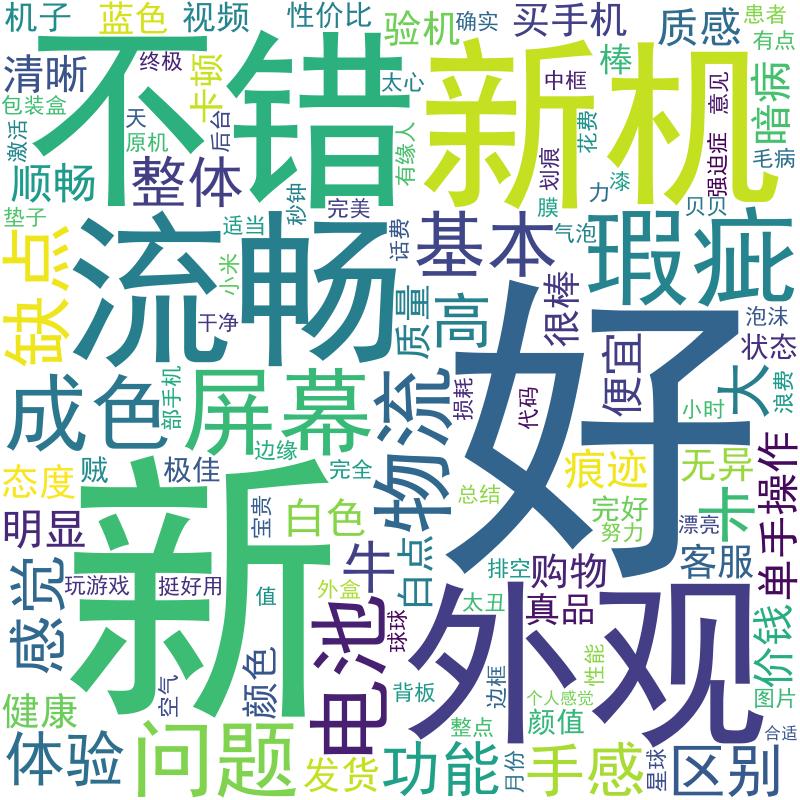 机子
蓝色
视频
性价比
验机
确实
买手机
质感
患者
有点
清晰
终极
卡顿
不错
太心
新机
中框
棒
意见
暗病
包装盒
激活
天
原机
后台
有缘人
花费
强迫症
毛病
顺畅
整体
划痕
力
漆
垫子
适当
秒钟
完美
话费
膜
贝贝
缺点
流畅
小米
基本
气泡
瑕疵
干净
质量
高
很棒
泡沫
便宜
状态
成色
部手机
屏幕
物流
损耗
代码
好
小时
大
浪费
边缘
态度
贼
极佳
完全
总结
痕迹
无异
卡
单手操作
明显
新
宝贵
白色
完好
努力
漂亮
感觉
玩游戏
挺好用
值
牛
外盒
白点
排空
购物
客服
电池
球球
太丑
真品
外观
价钱
健康
空气
颜色
背板
边框
个人感觉
性能
图片
体验
问题
发货
整点
功能
月份
颜值
手感
星球
区别
合适